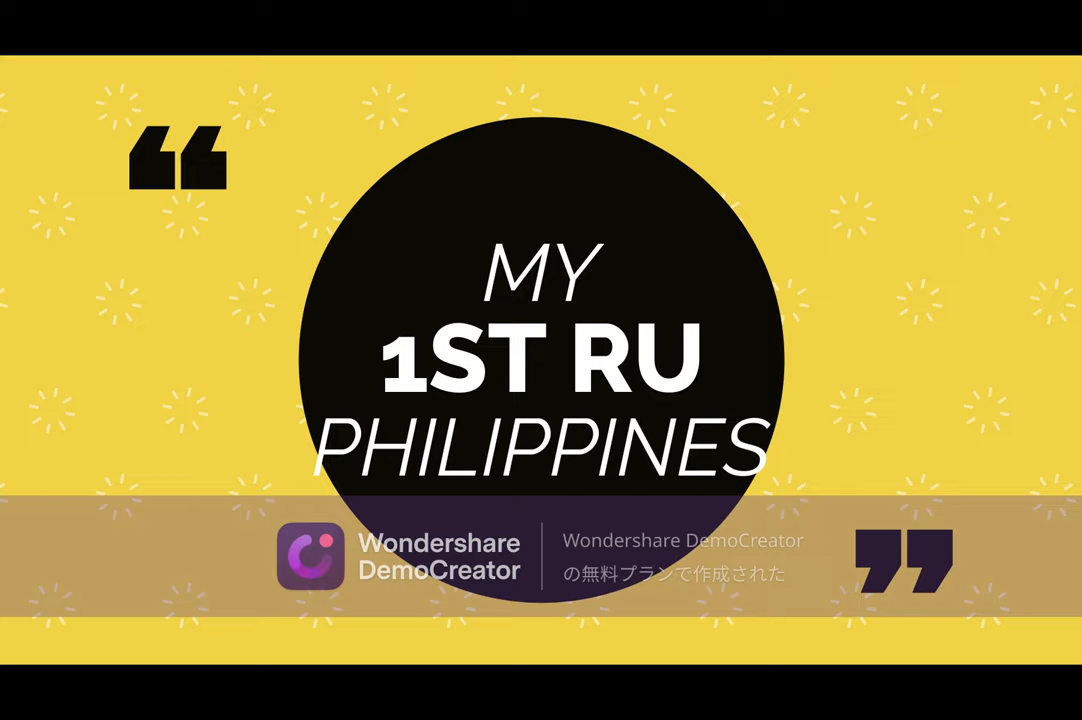 “
MY
1ST RU
PHILIPPINES
Wondershare
DemoCreator
Wondershare DemoCreator
の無料プランで作成された
”